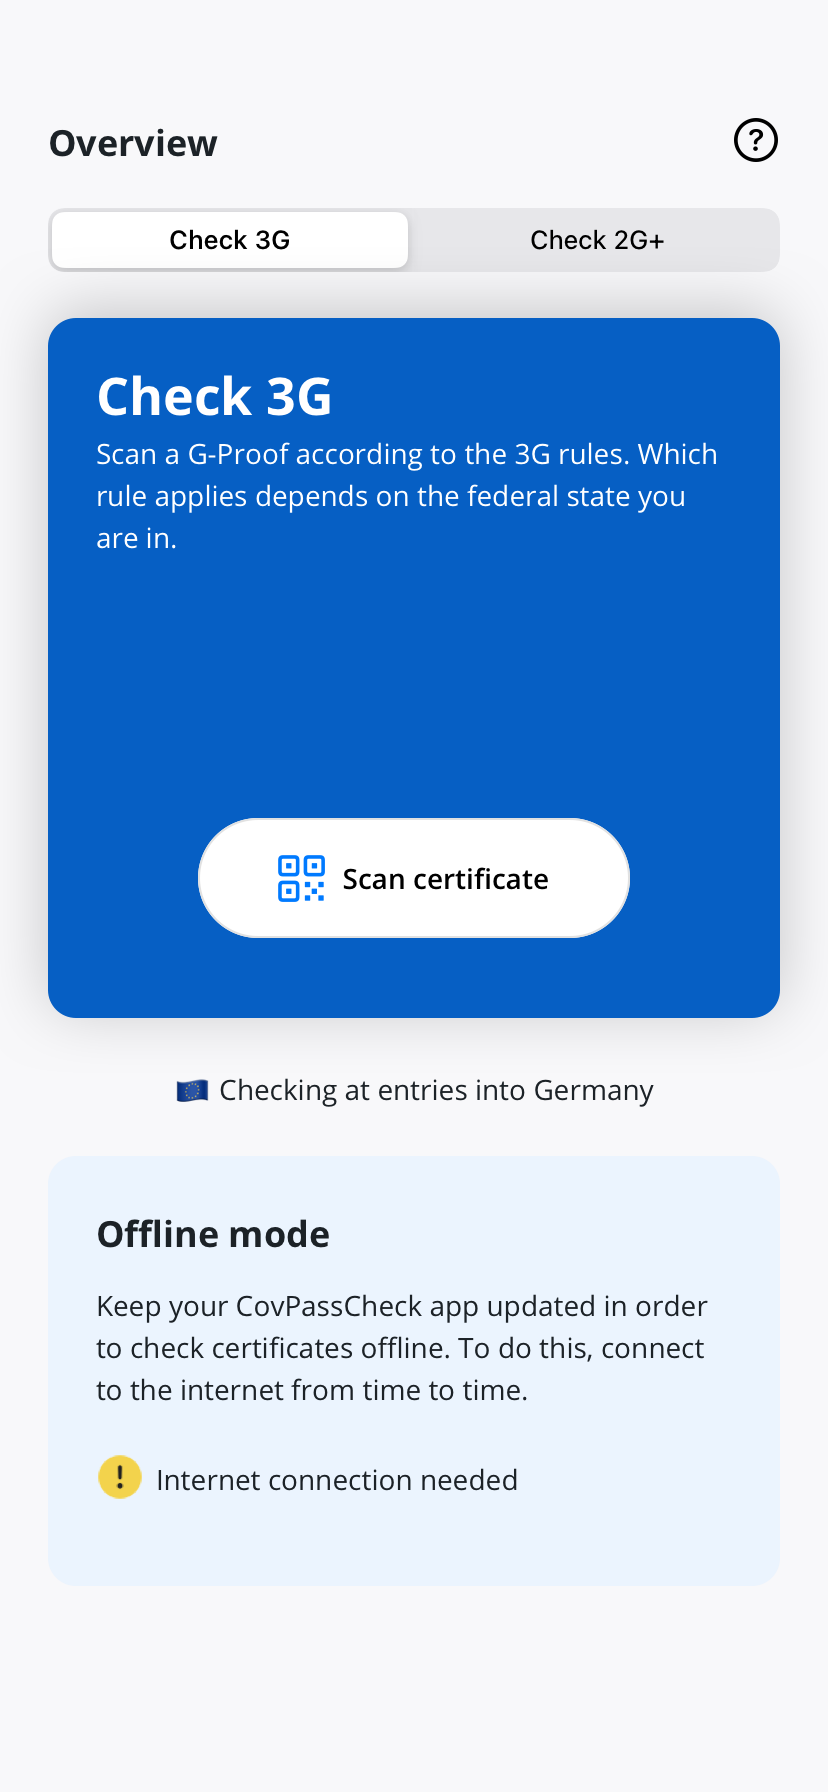 Overview
?
Check 3G
Check 2G+
Check 3G
Scan a G-Proof according to the 3G rules. Which
rule applies depends on the federal state you
are in.
Scan certificate
Checking at entries into Germany
Offline mode
Keep your CovPassCheck app updated in order
to check certificates offline. To do this, connect
to the internet from time to time.
! Internet connection needed